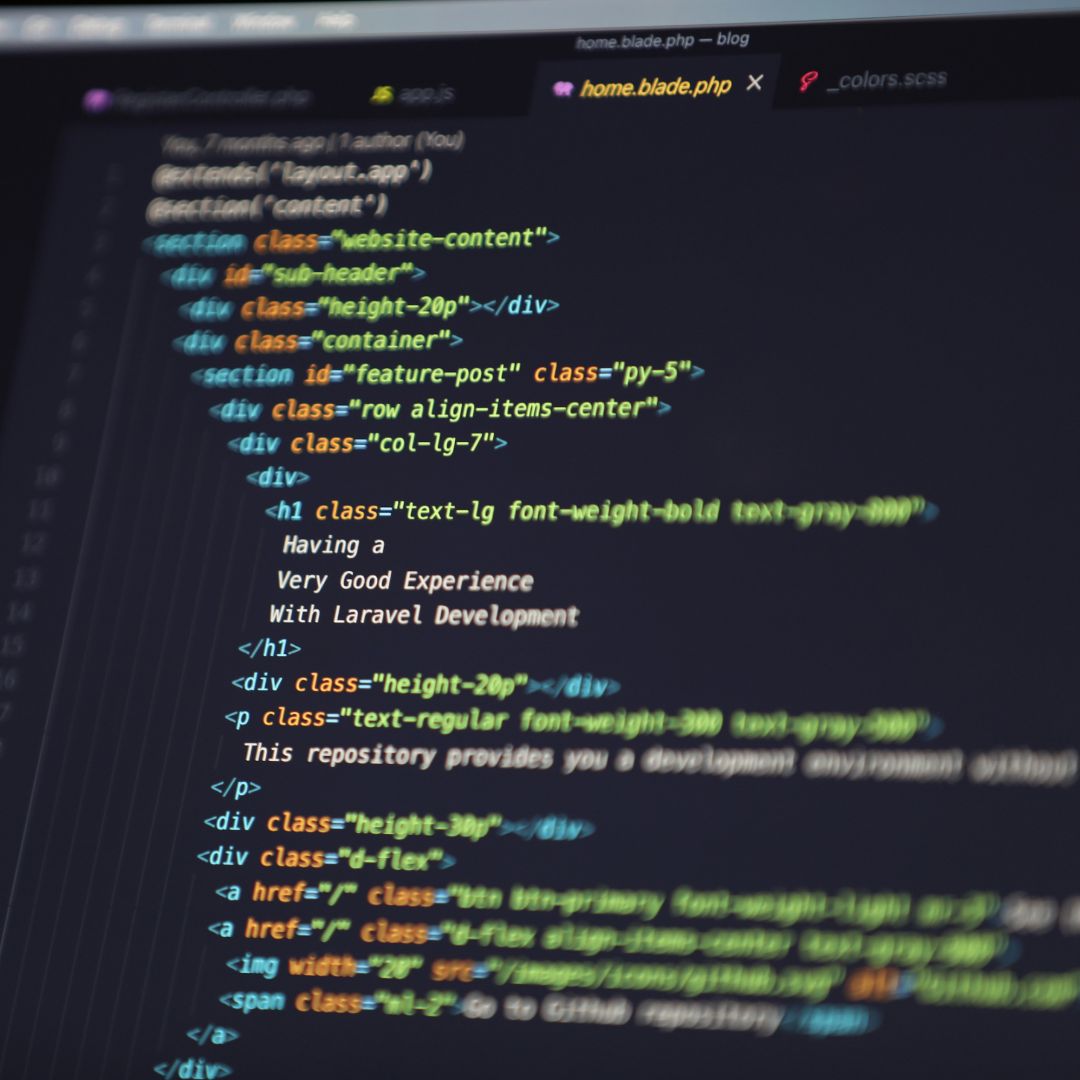 Window Help
home.blade.php — blog
app.js
home.blade.php
_colors.scss
You, 7 months ago | 1 author (You)
@extends('layout.app')
@section('content')
<section class="website-content">
<div id="sub-header">
<div class="height-20p"></div>
<div class="container">
<section id="feature-post" class="py-5">
<div class="row align-items-center">
<div class="col-lg-7">
<div>
<h1 class="text-lg font-weight-bold text-gray-800">
Having a
Very Good Experience
With Laravel Development
</h1>
<div class="height-20p"></div>
<p class="text-regular font-weight-300 text-gray-500">
This repository provides you a development environment without
</p>
<div class="height-30p"></div>
<div class="d-flex">
<a href="/" class="btn btn-primary font-weight-light
<a href="/" class="d-flex align-items-center
<img width="20" src="/images/icons/github.svg" alt="
<span class="ml-2">Go to Github repository</span>
</a>
</div>